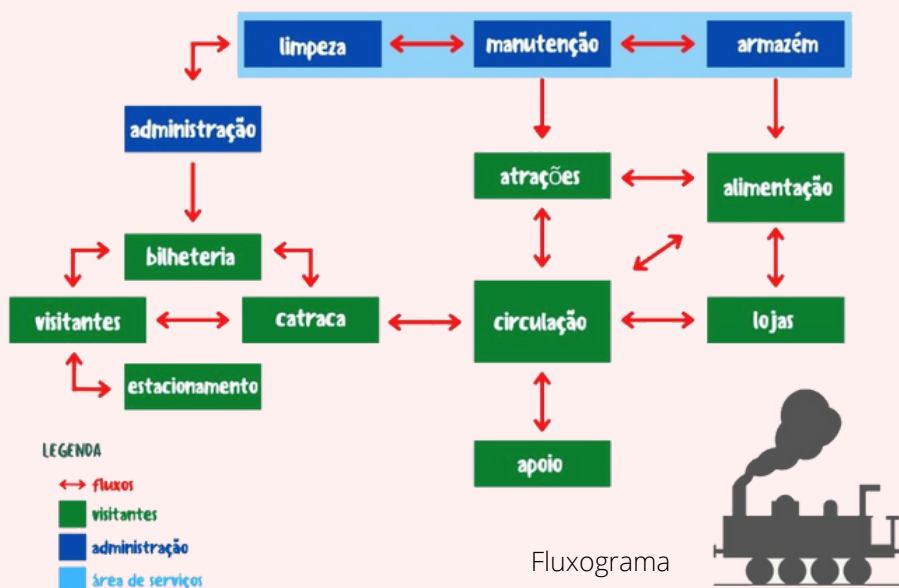 limpeza
manutenção
armazém
administração
atrações
alimentação
bilheteria
visitantes
catraca
circulação
lojas
estacionamento
apoio
LEGENDA
fluxos
visitantes
administração
área de serviços
Fluxograma